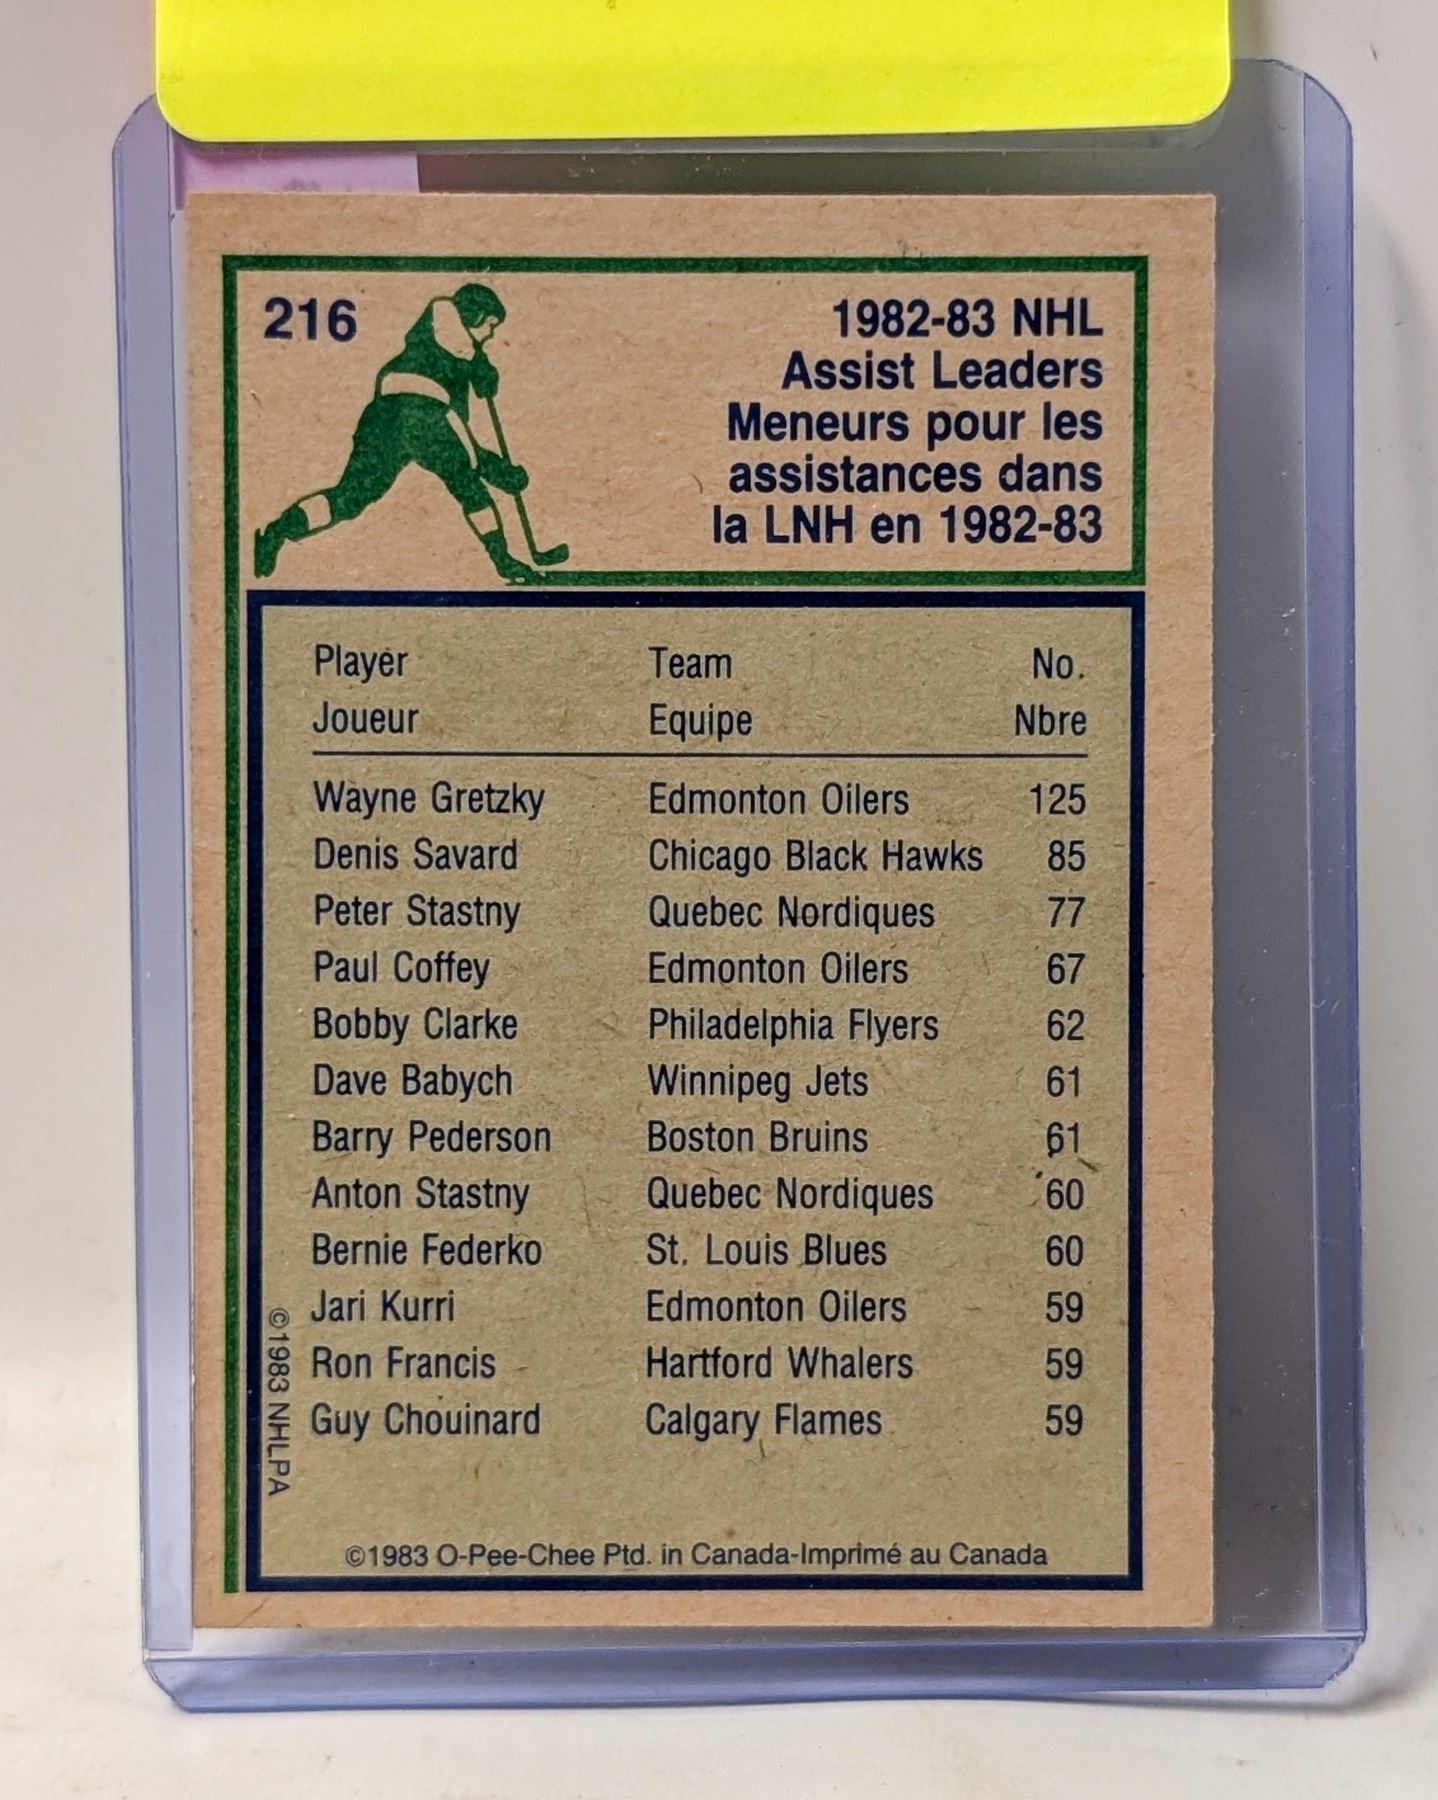 216
1982-83 NHL
Assist Leaders
Meneurs pour les
assistances dans
la LNH en 1982-83
Player Team No.
Joueur Equipe Nbre
Wayne Gretzky Edmonton Oilers 125
Denis Savard Chicago Black Hawks 85
Peter Stastny Quebec Nordiques 77
Paul Coffey Edmonton Oilers 67
Bobby Clarke Philadelphia Flyers 62
Dave Babych Winnipeg Jets 61
Barry Pederson Boston Bruins 61
Anton Stastny Quebec Nordiques 60
Bernie Federko St. Louis Blues 60
Jari Kurri Edmonton Oilers 59
Ron Francis Hartford Whalers 59
Guy Chouinard Calgary Flames 59
©1983 NHLPA
©1983 O-Pee-Chee Ptd. in Canada-Imprimé au Canada